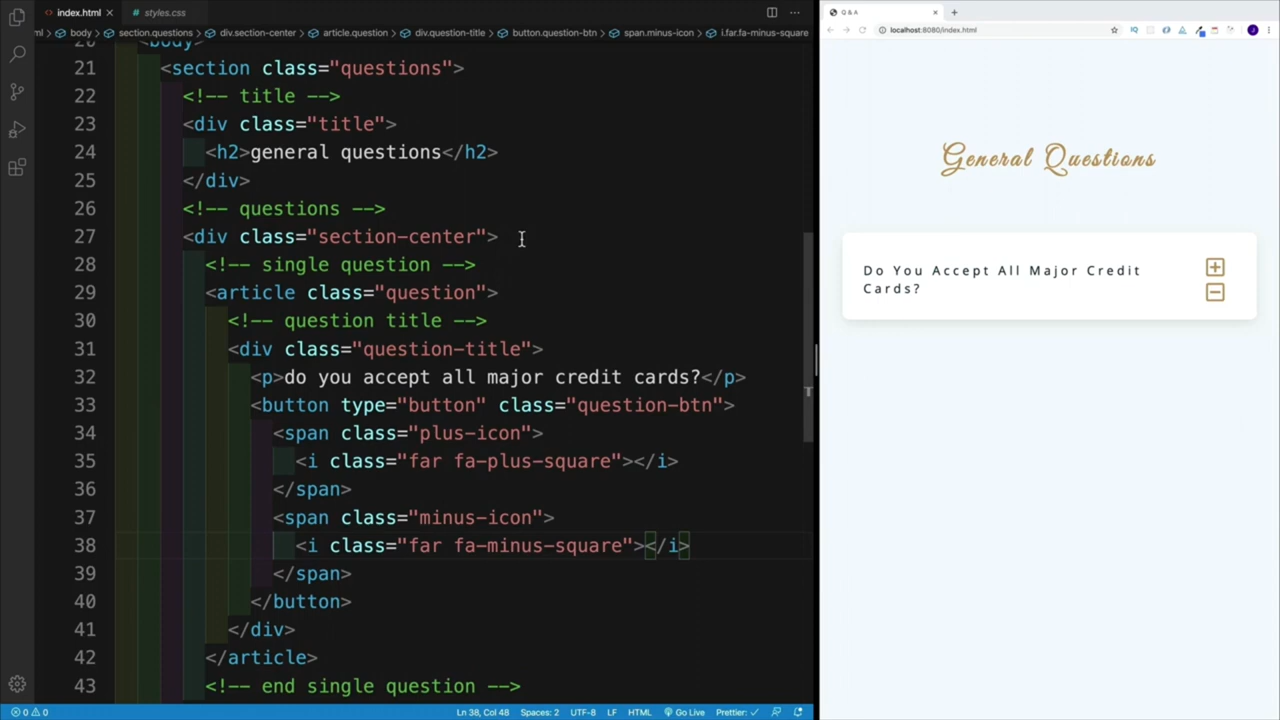 index.html
styles.css
ml
body
section.questions
div.section-center
article.question
div.question-title
button.question-btn
span.minus-icon
i.far.fa-minus-square
<body>
21 <section class="questions">
22 <!-- title -->
23 <div class="title">
24 <h2>general questions</h2>
25 </div>
26 <!-- questions -->
27 <div class="section-center">
28 <!-- single question -->
29 <article class="question">
30 <!-- question title -->
31 <div class="question-title">
32 <p>do you accept all major credit cards?</p>
33 <button type="button" class="question-btn">
34 <span class="plus-icon">
35 <i class="far fa-plus-square"></i>
36 </span>
37 <span class="minus-icon">
38 <i class="far fa-minus-square"></i>
39 </span>
40 </button>
41 </div>
42 </article>
43 <!-- end single question -->
0 0 Ln 38, Col 48 Spaces: 2 UTF-8 LF HTML Go Live Prettier: ✓
Q & A
localhost:8080/index.html
J
General Questions
Do You Accept All Major Credit
Cards?